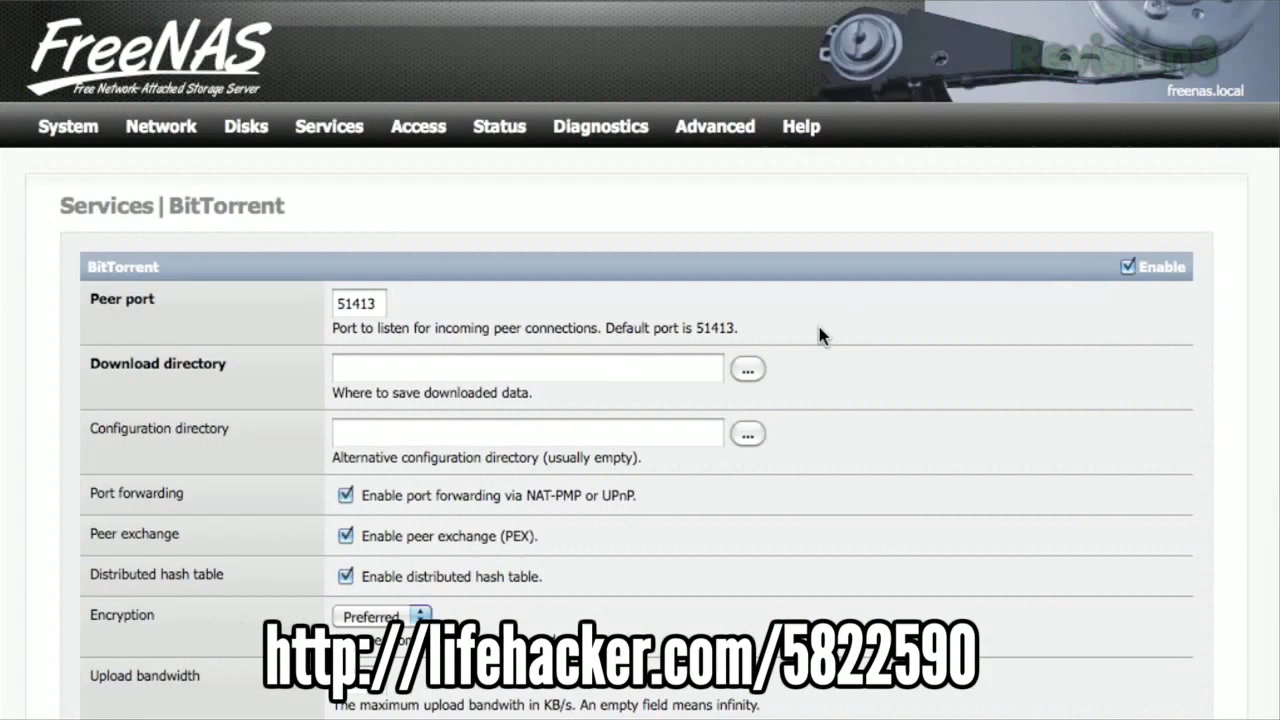 FreeNAS
Free Network-Attached Storage Server
Revision3
freenas.local
System Network Disks Services Access Status Diagnostics Advanced Help
Services | BitTorrent
BitTorrent Enable
Peer port 51413
Port to listen for incoming peer connections. Default port is 51413.
Download directory ...
Where to save downloaded data.
Configuration directory ...
Alternative configuration directory (usually empty).
Port forwarding Enable port forwarding via NAT-PMP or UPnP.
Peer exchange Enable peer exchange (PEX).
Distributed hash table Enable distributed hash table.
Encryption Preferred
http://lifehacker.com/5822590
Upload bandwidth
The maximum upload bandwith in KB/s. An empty field means infinity.